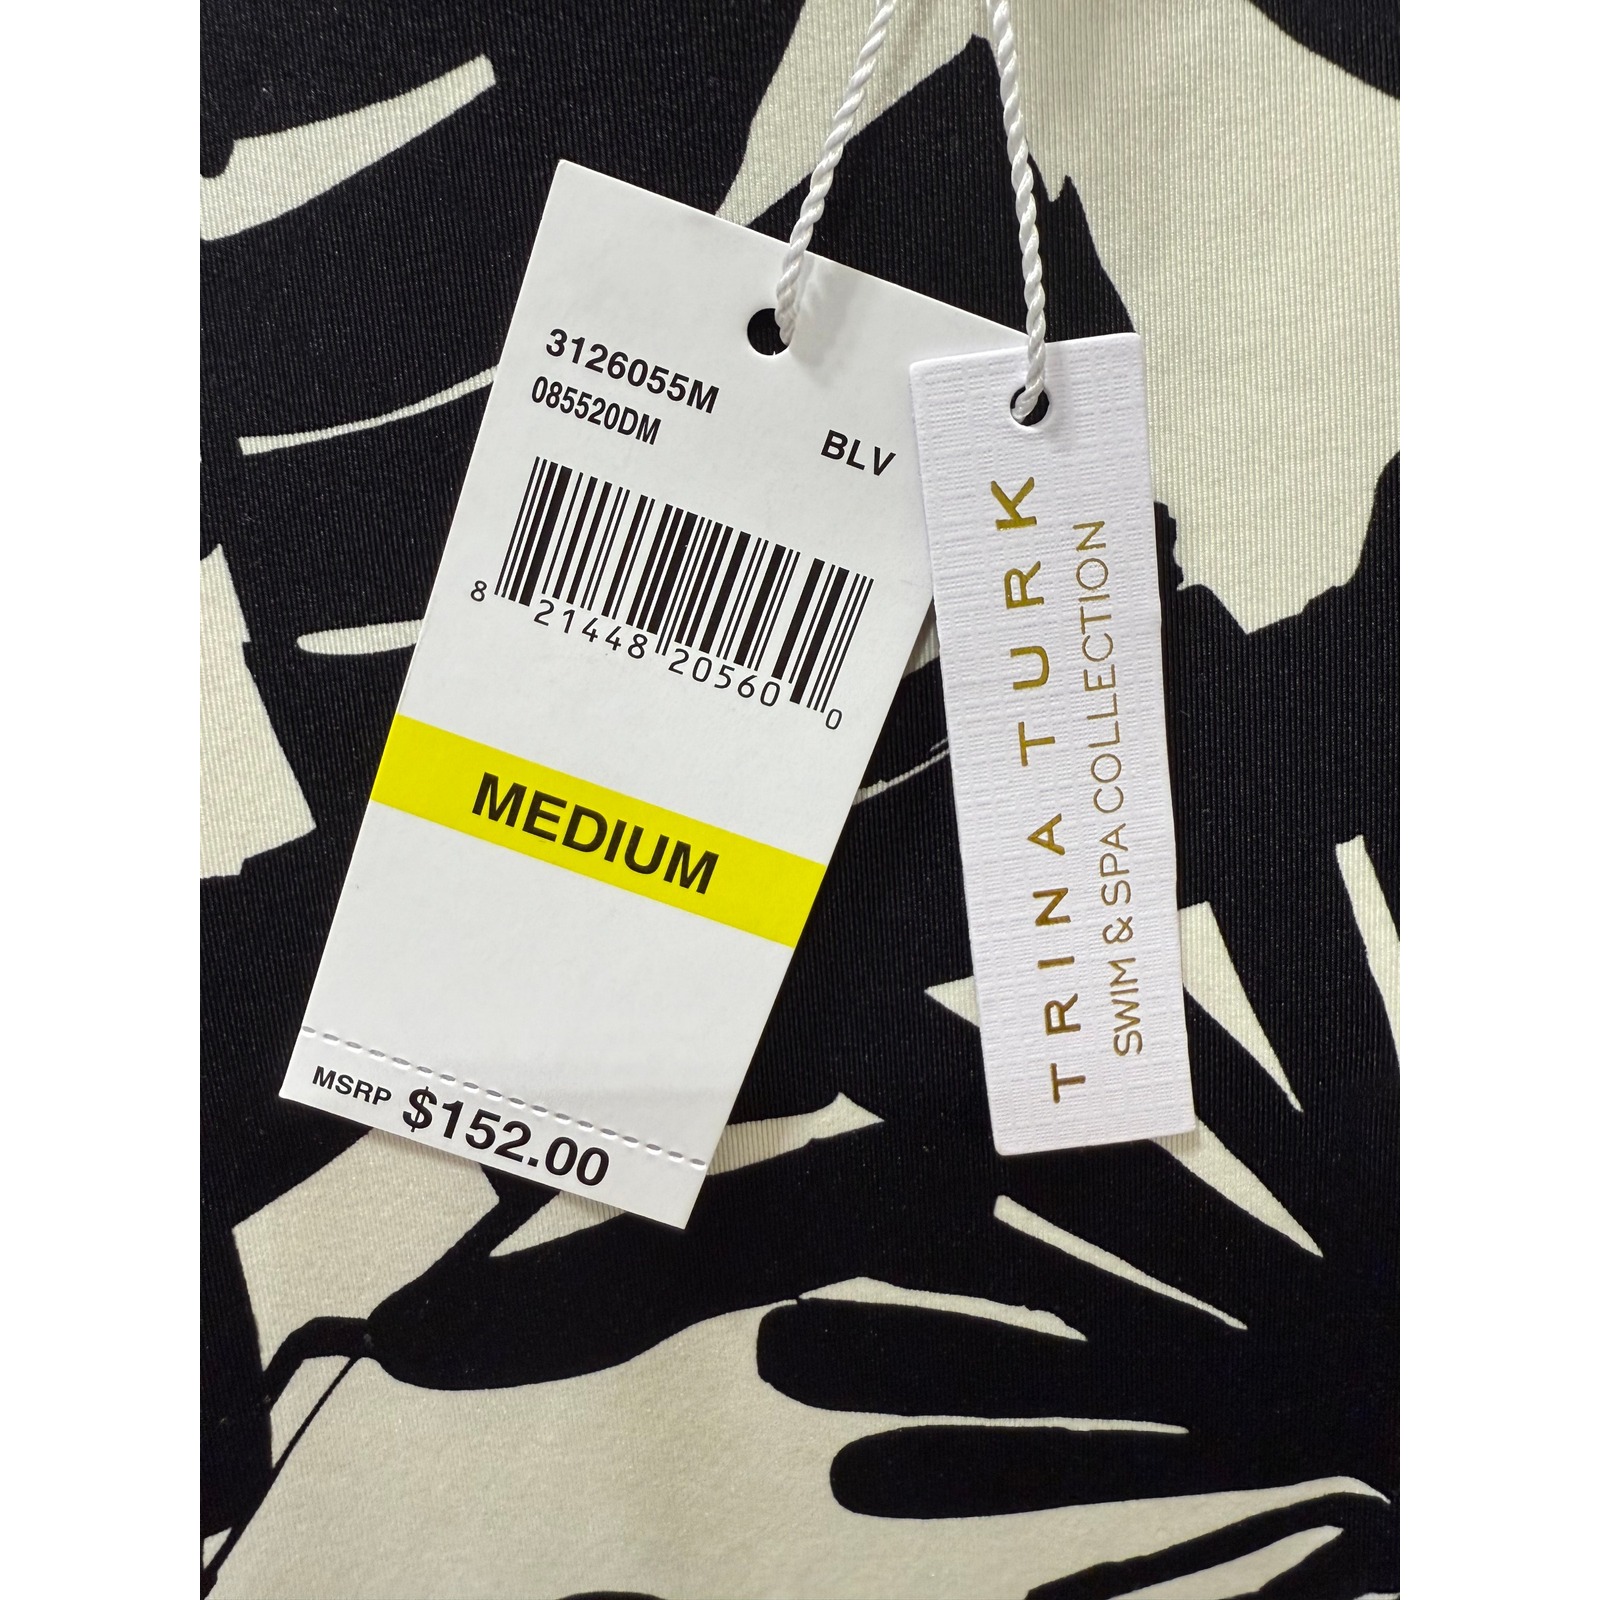 3126055M
085520DM
BLV
8 21448 20560 0
MEDIUM
MSRP $152.00
TRINA TURK
SWIM & SPA COLLECTION